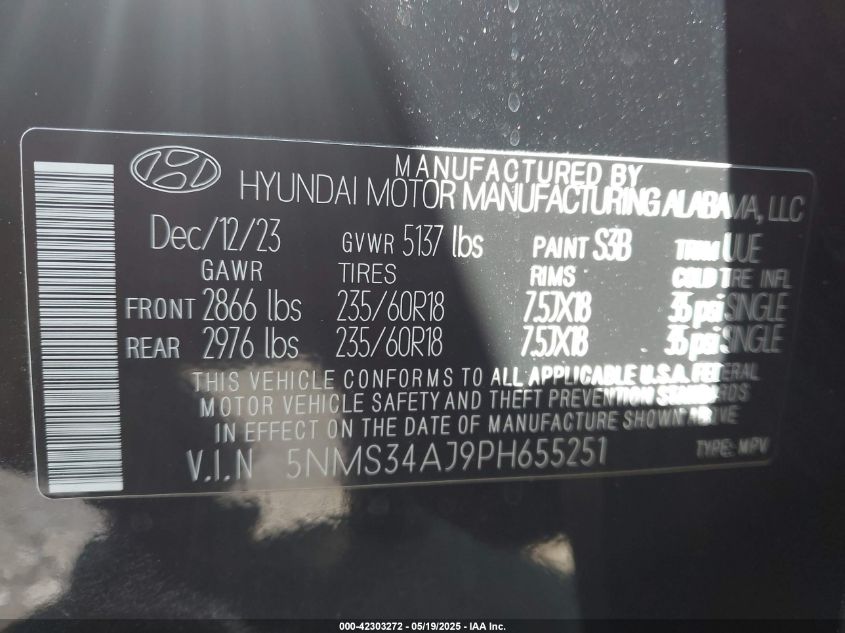 MANUFACTURED BY
HYUNDAI MOTOR MANUFACTURING ALABAMA, LLC
Dec/12/23 GVWR 5137 lbs PAINT S3B TRIM UUE
GAWR TIRES RIMS COLD TIRE INFL
FRONT 2866 lbs 235/60R18 7.5JX18 35 psi SINGLE
REAR 2976 lbs 235/60R18 7.5JX18 35 psi SINGLE
THIS VEHICLE CONFORMS TO ALL APPLICABLE U.S.A. FEDERAL
MOTOR VEHICLE SAFETY AND THEFT PREVENTION STANDARDS
IN EFFECT ON THE DATE OF MANUFACTURE SHOWN ABOVE
V.I.N 5NMS34AJ9PH655251 TYPE: MPV
000-42303272 - 05/19/2025 - IAA Inc.